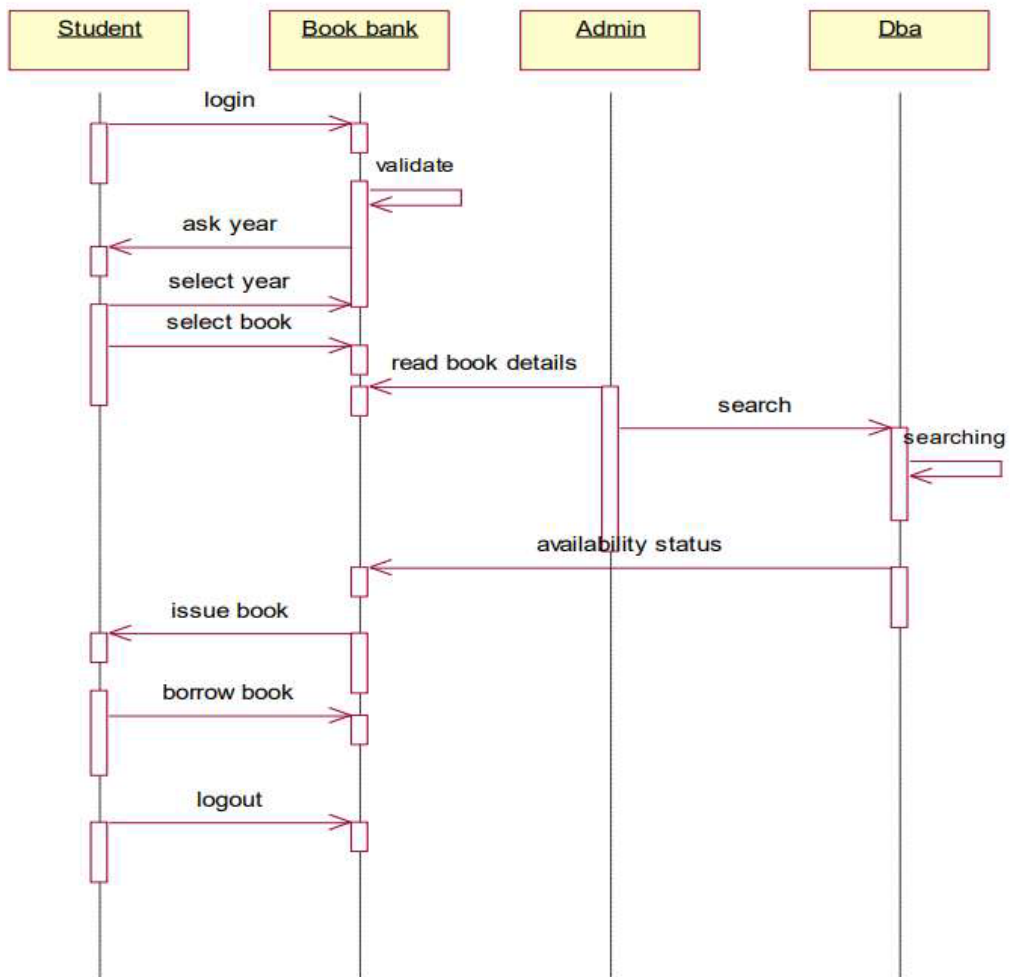 Student
Book bank
Admin
Dba
login
validate
ask year
select year
select book
read book details
search
searching
availability status
issue book
borrow book
logout